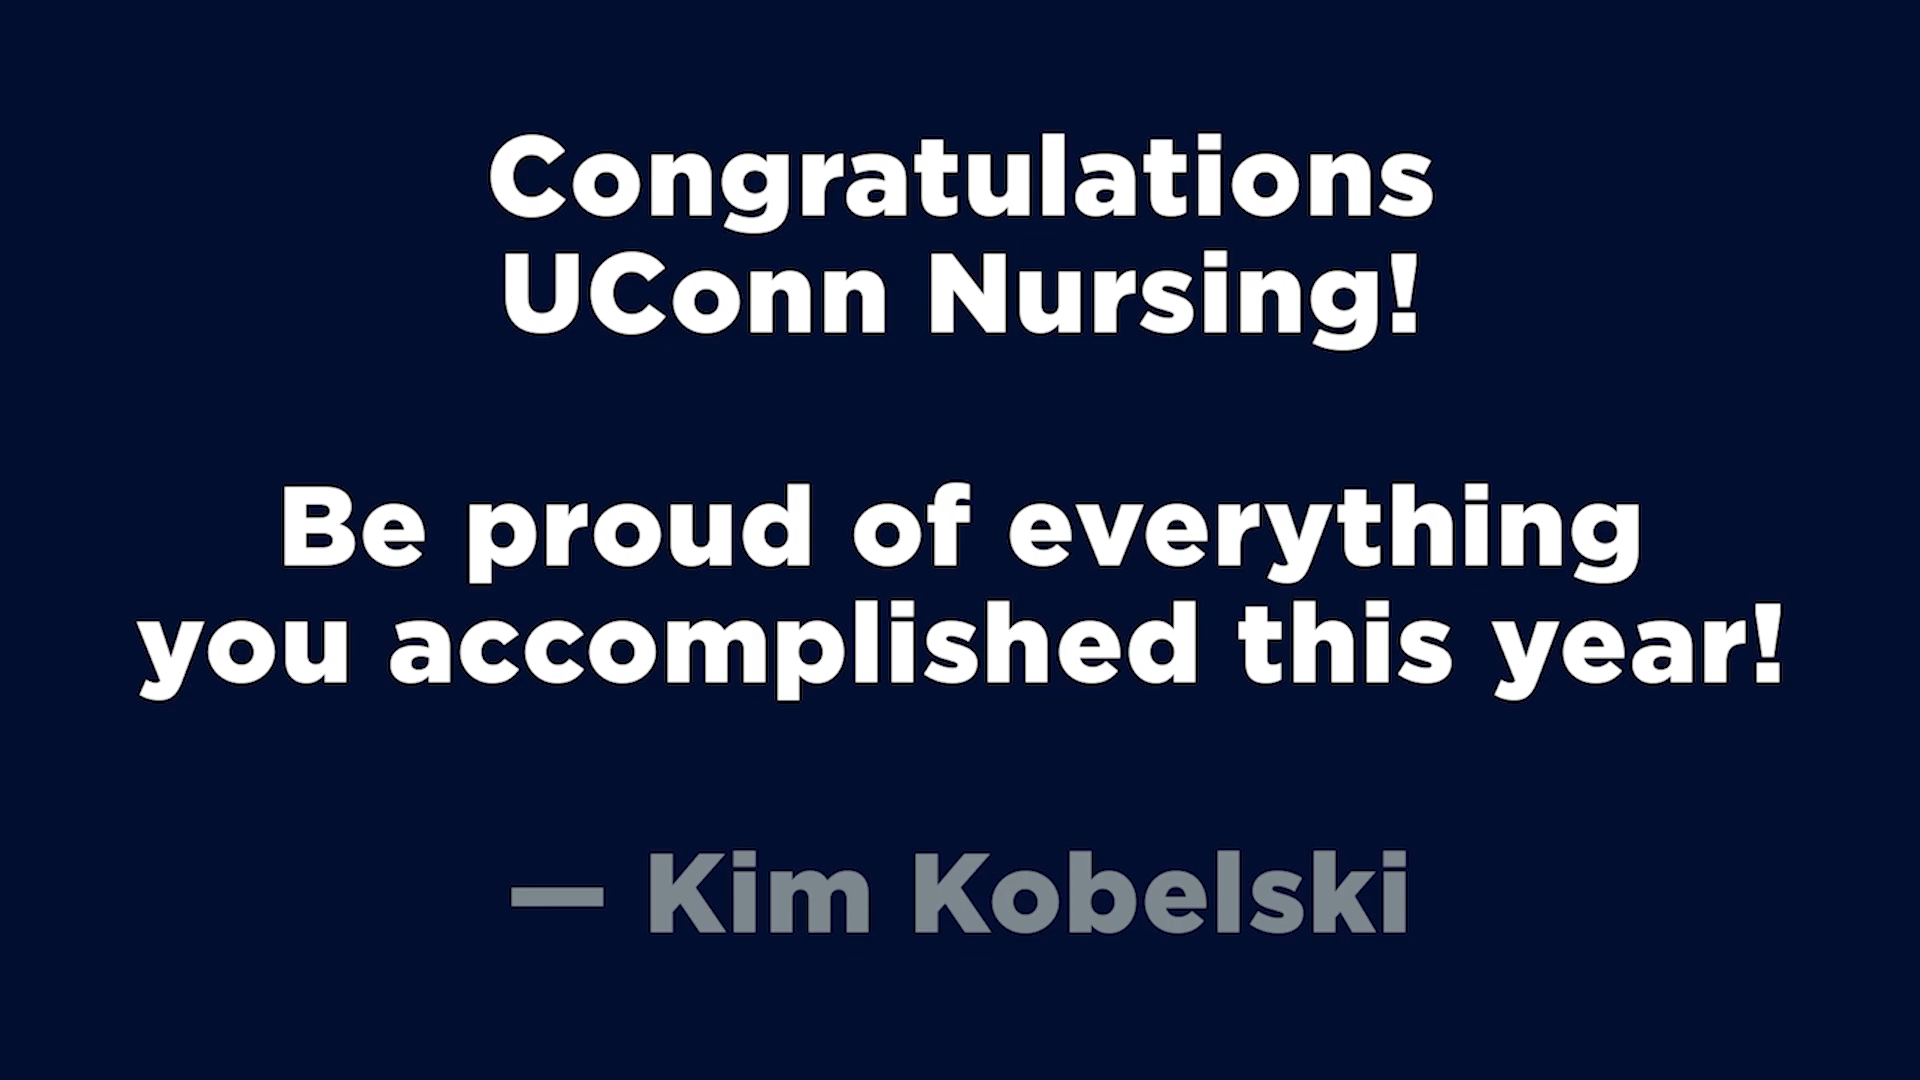 Congratulations
UConn Nursing!
Be proud of everything
you accomplished this year!
— Kim Kobelski